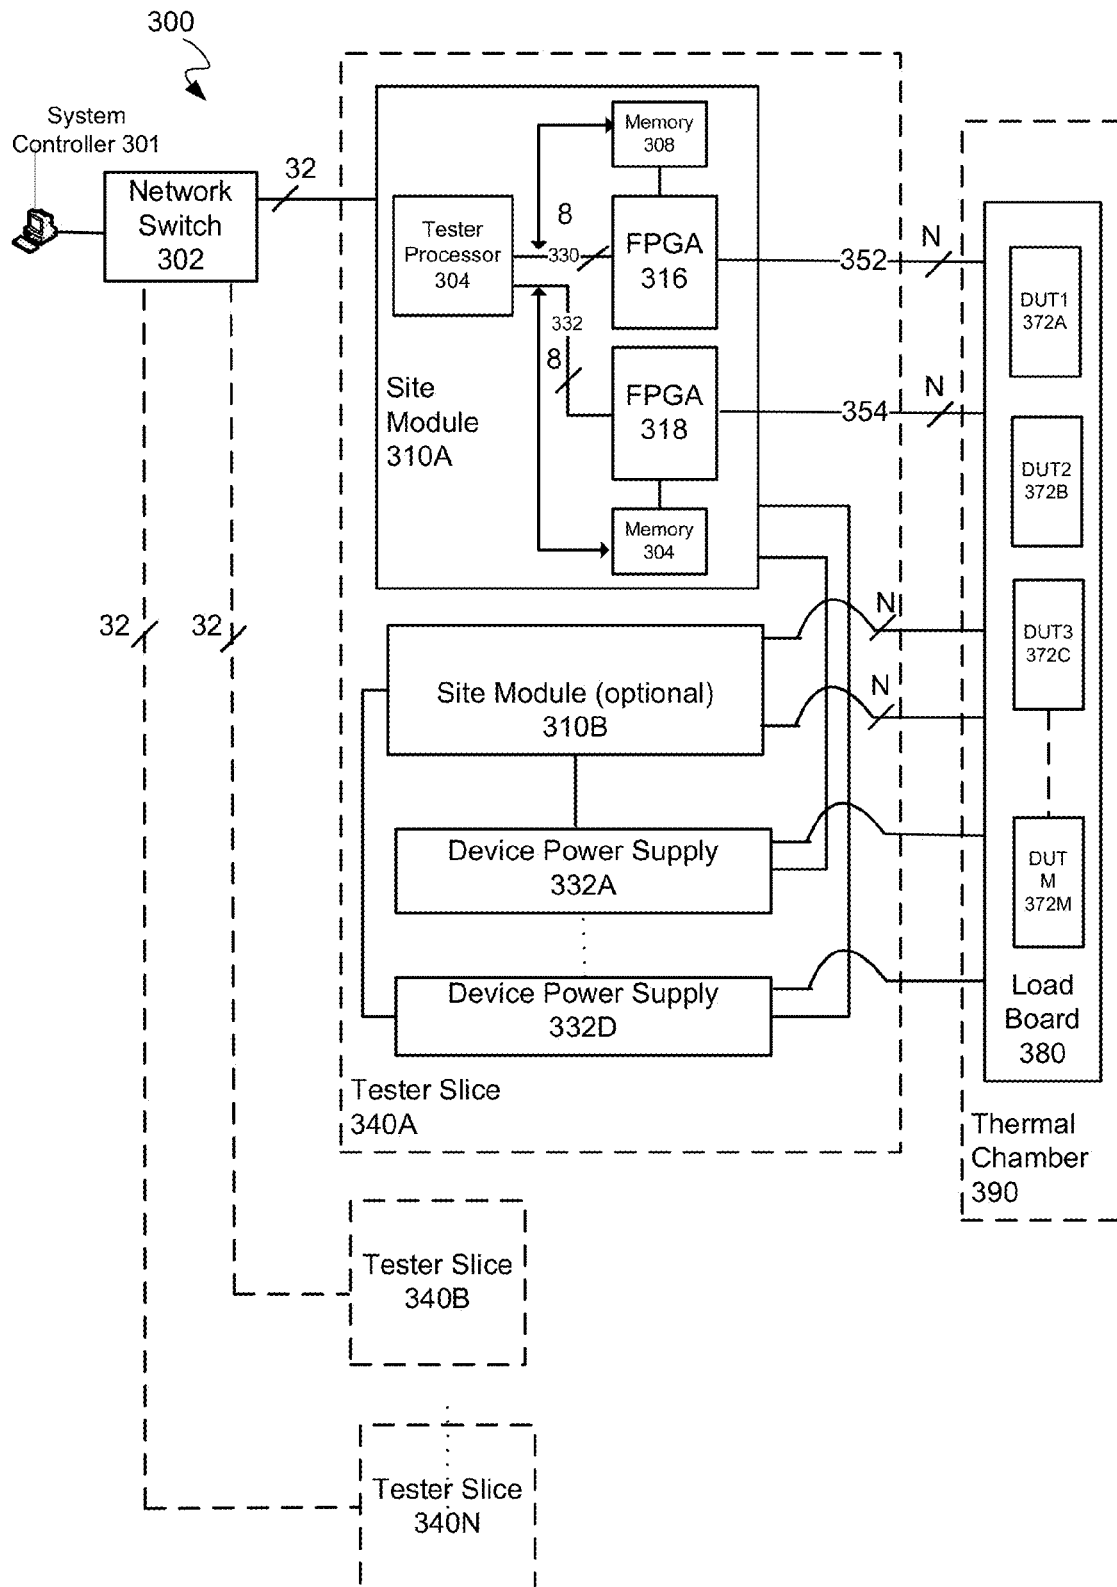 300
System
Controller 301
Network
Switch
302
32
Memory
308
Tester
Processor
304
8
330
FPGA
316
332
8
FPGA
318
Memory
304
Site
Module
310A
352
N
354
N
DUT1
372A
DUT2
372B
DUT3
372C
DUT
M
372M
Load
Board
380
Thermal
Chamber
390
32
32
Site Module (optional)
310B
N
N
Device Power Supply
332A
Device Power Supply
332D
Tester Slice
340A
Tester Slice
340B
Tester Slice
340N